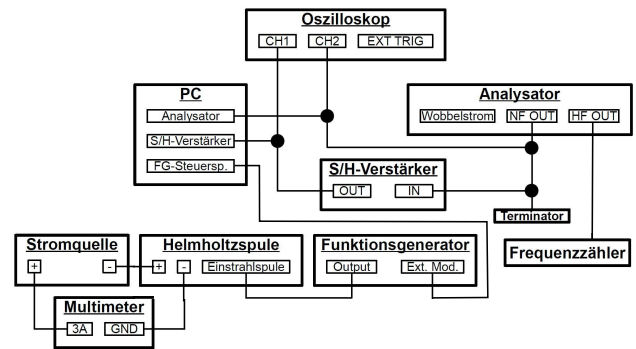 Oszilloskop
CH1 CH2 EXT TRIG
PC
Analysator
S/H-Verstärker
FG-Steuersp.
Analysator
Wobbelstrom NF OUT HF OUT
S/H-Verstärker
OUT IN
Terminator
Frequenzzähler
Stromquelle
+ -
Helmholtzspule
+ - Einstrahlspule
Funktionsgenerator
Output Ext. Mod.
Multimeter
3A GND